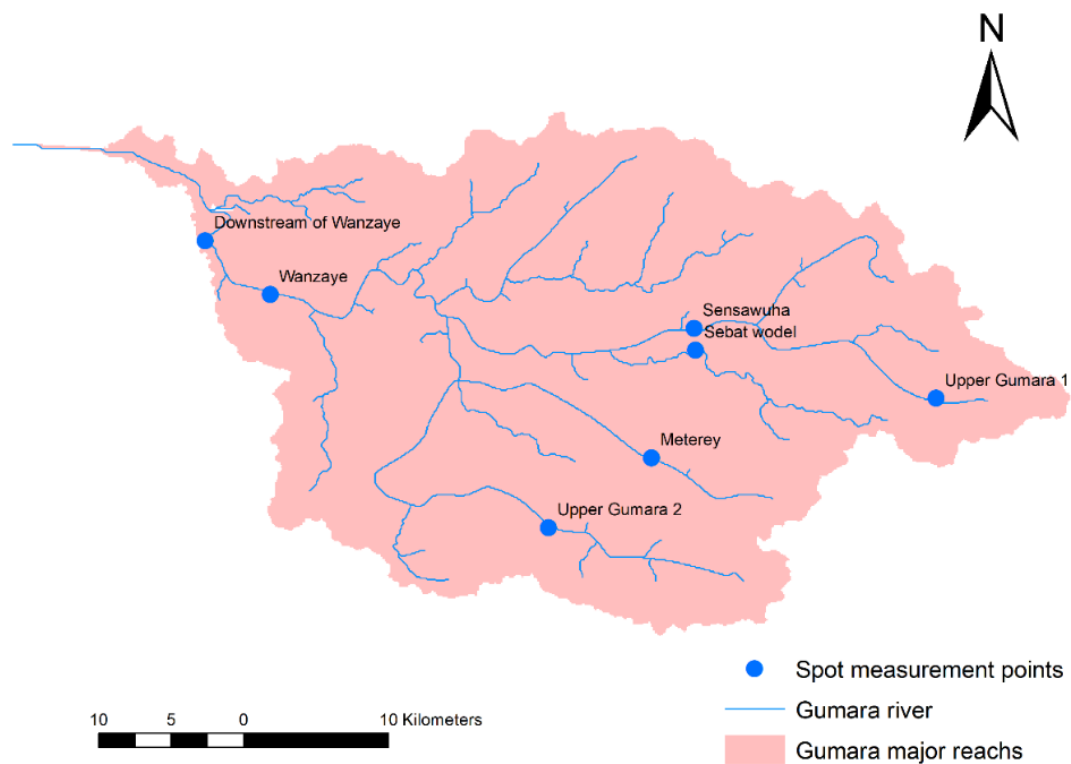 N
Downstream of Wanzaye
Wanzaye
Sensawuha
Sebat wodel
Upper Gumara 1
Meterey
Upper Gumara 2
Spot measurement points
10 5 0 10 Kilometers
Gumara river
Gumara major reachs